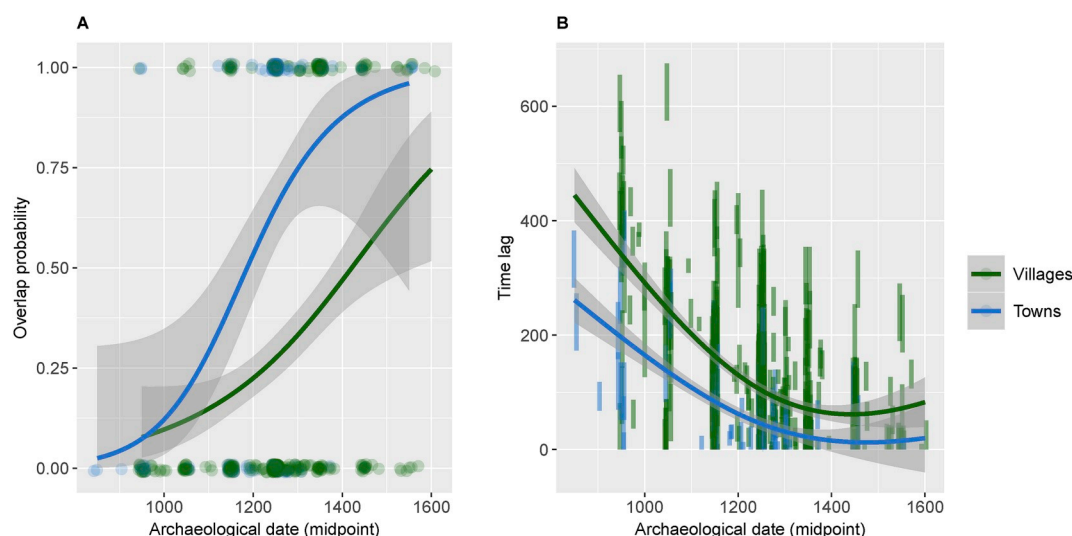 A
1.00
0.75
0.50
0.25
0.00
Overlap probability
1000
1200
1400
1600
Archaeological date (midpoint)
B
600
400
200
0
Time lag
1000
1200
1400
1600
Archaeological date (midpoint)
Villages
Towns